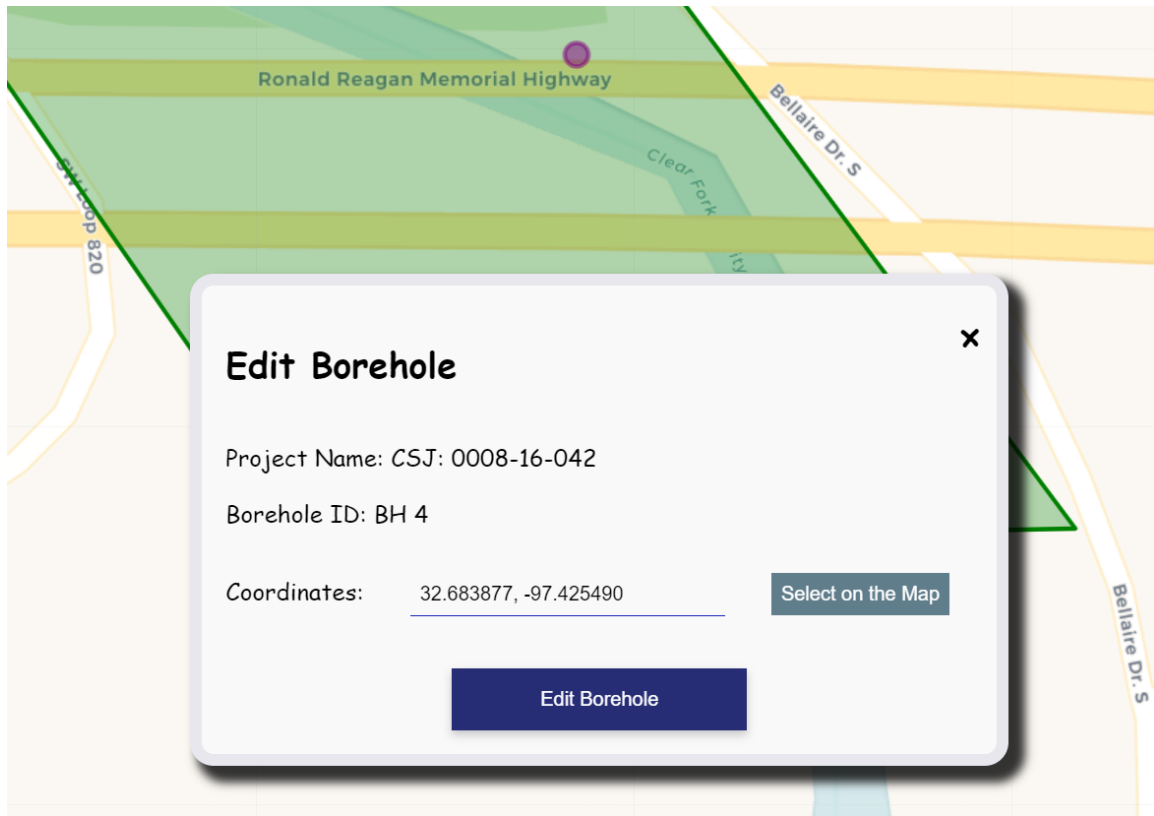 Ronald Reagan Memorial Highway
Bellaire Dr. S
Clear Fork
ity
SW Loop 820
×
Edit Borehole
Project Name: CSJ: 0008-16-042
Borehole ID: BH 4
Coordinates: 32.683877, -97.425490 Select on the Map
Edit Borehole
Bellaire Dr. S